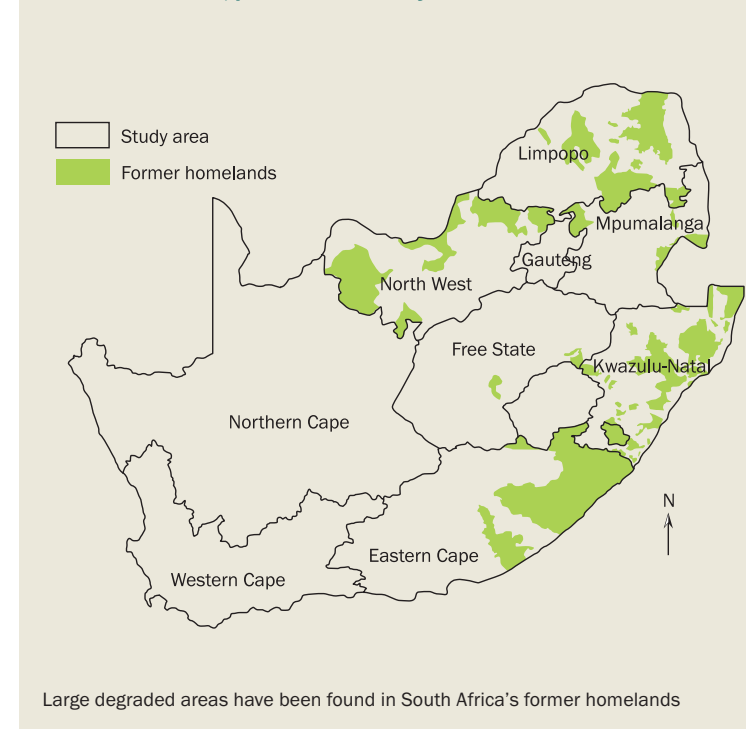 Study area
Former homelands
Limpopo
Mpumalanga
Gauteng
North West
Free State
Kwazulu-Natal
Northern Cape
N
Eastern Cape
Western Cape
Large degraded areas have been found in South Africa's former homelands